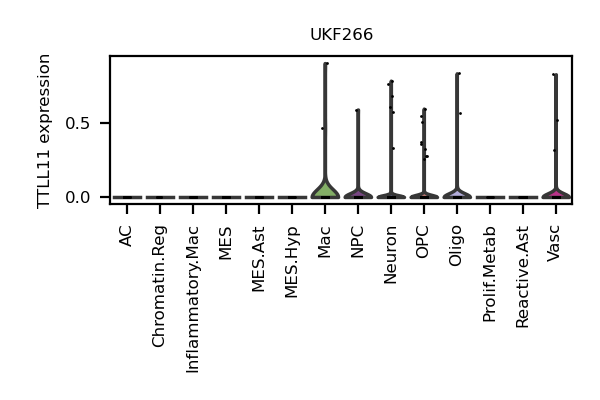 UKF266
TTLL11 expression
0.5
0.0
AC
Chromatin.Reg
Inflammatory.Mac
MES
MES.Ast
MES.Hyp
Mac
NPC
Neuron
OPC
Oligo
Prolif.Metab
Reactive.Ast
Vasc